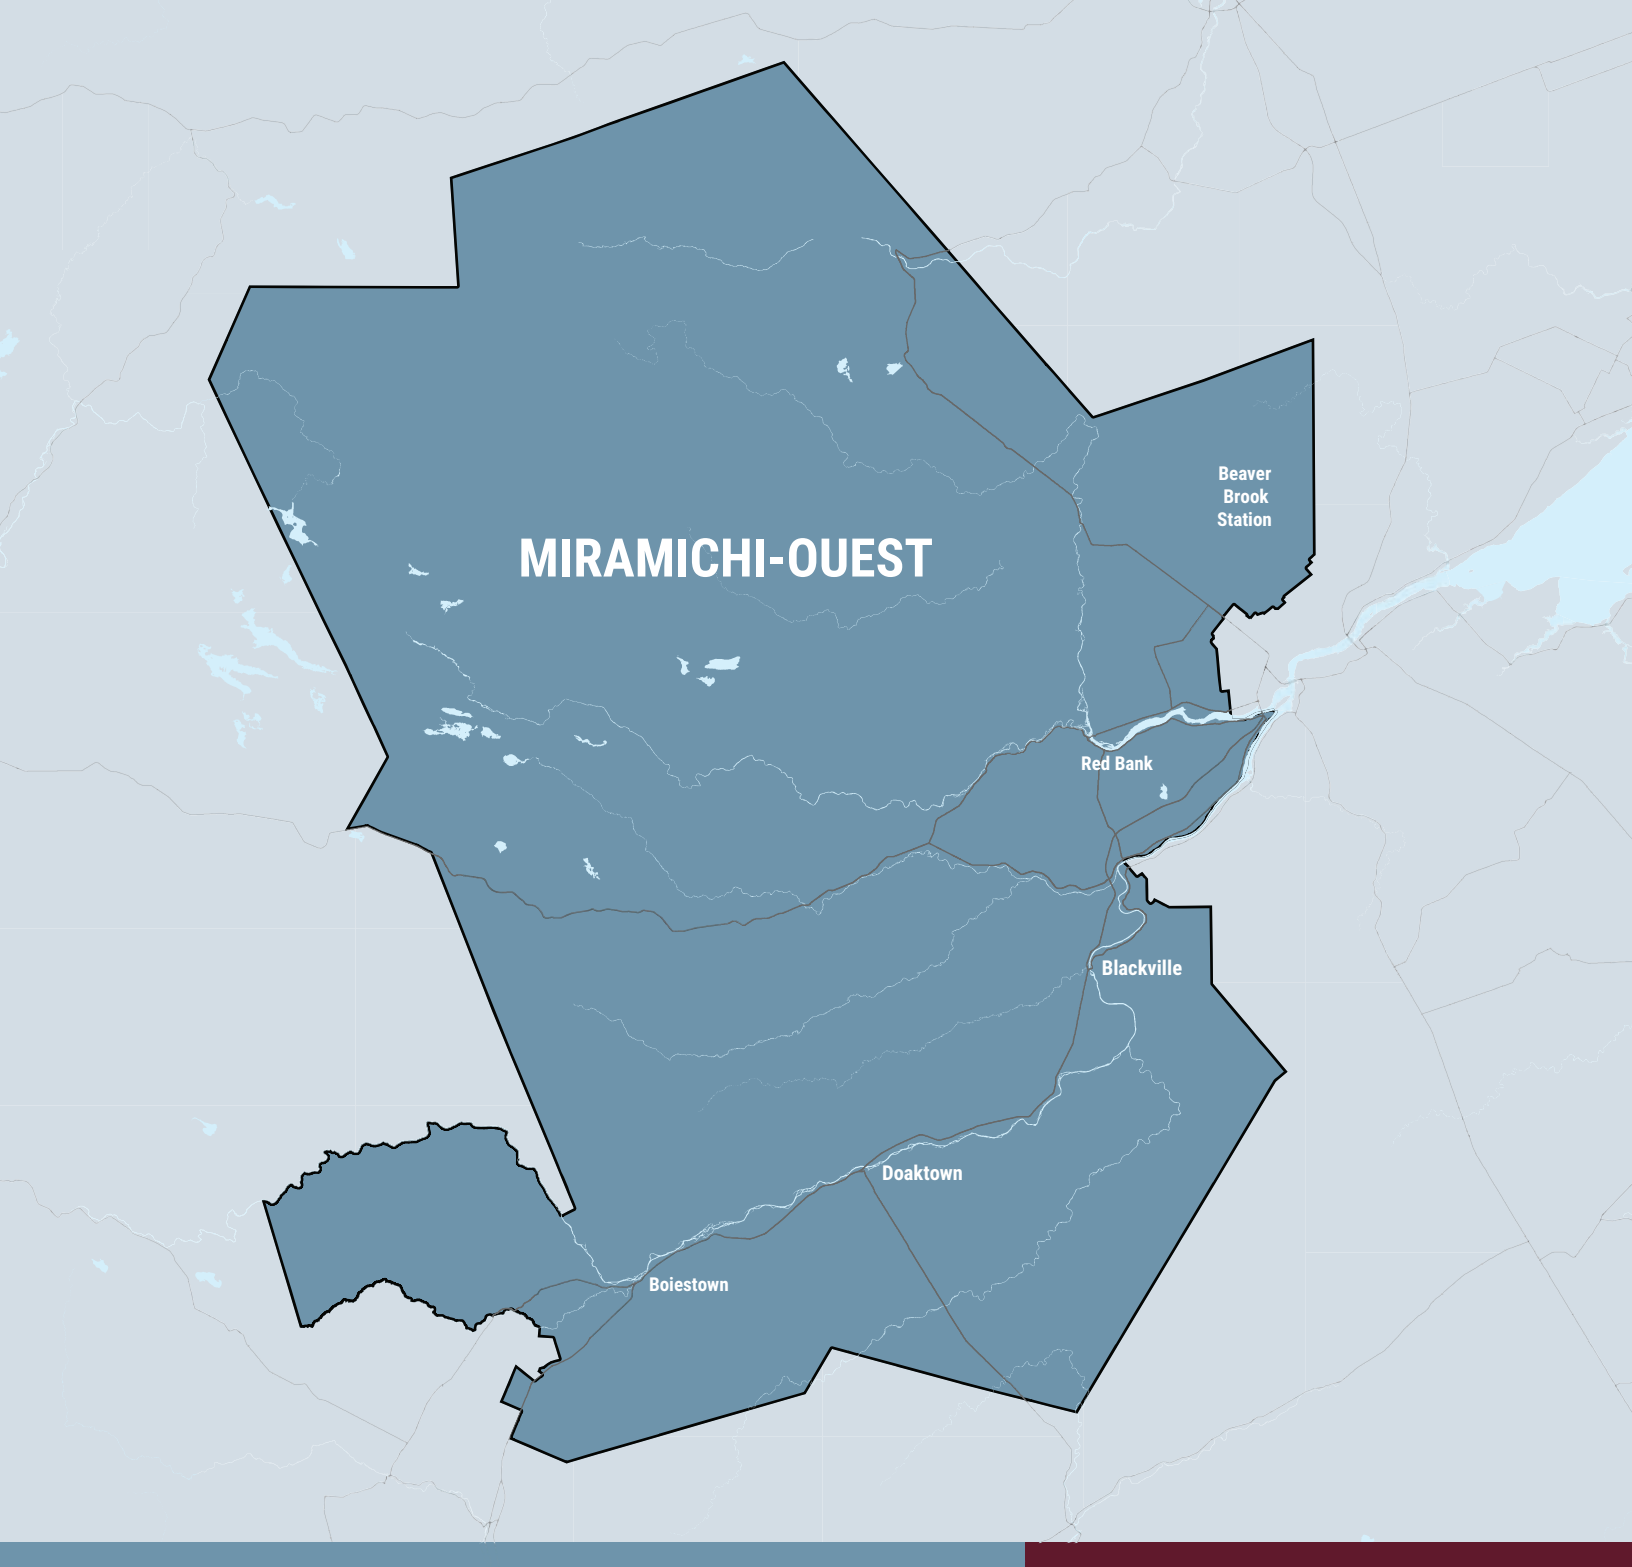 Beaver
Brook
Station
MIRAMICHI-OUEST
Red Bank
Blackville
Doaktown
Boiestown